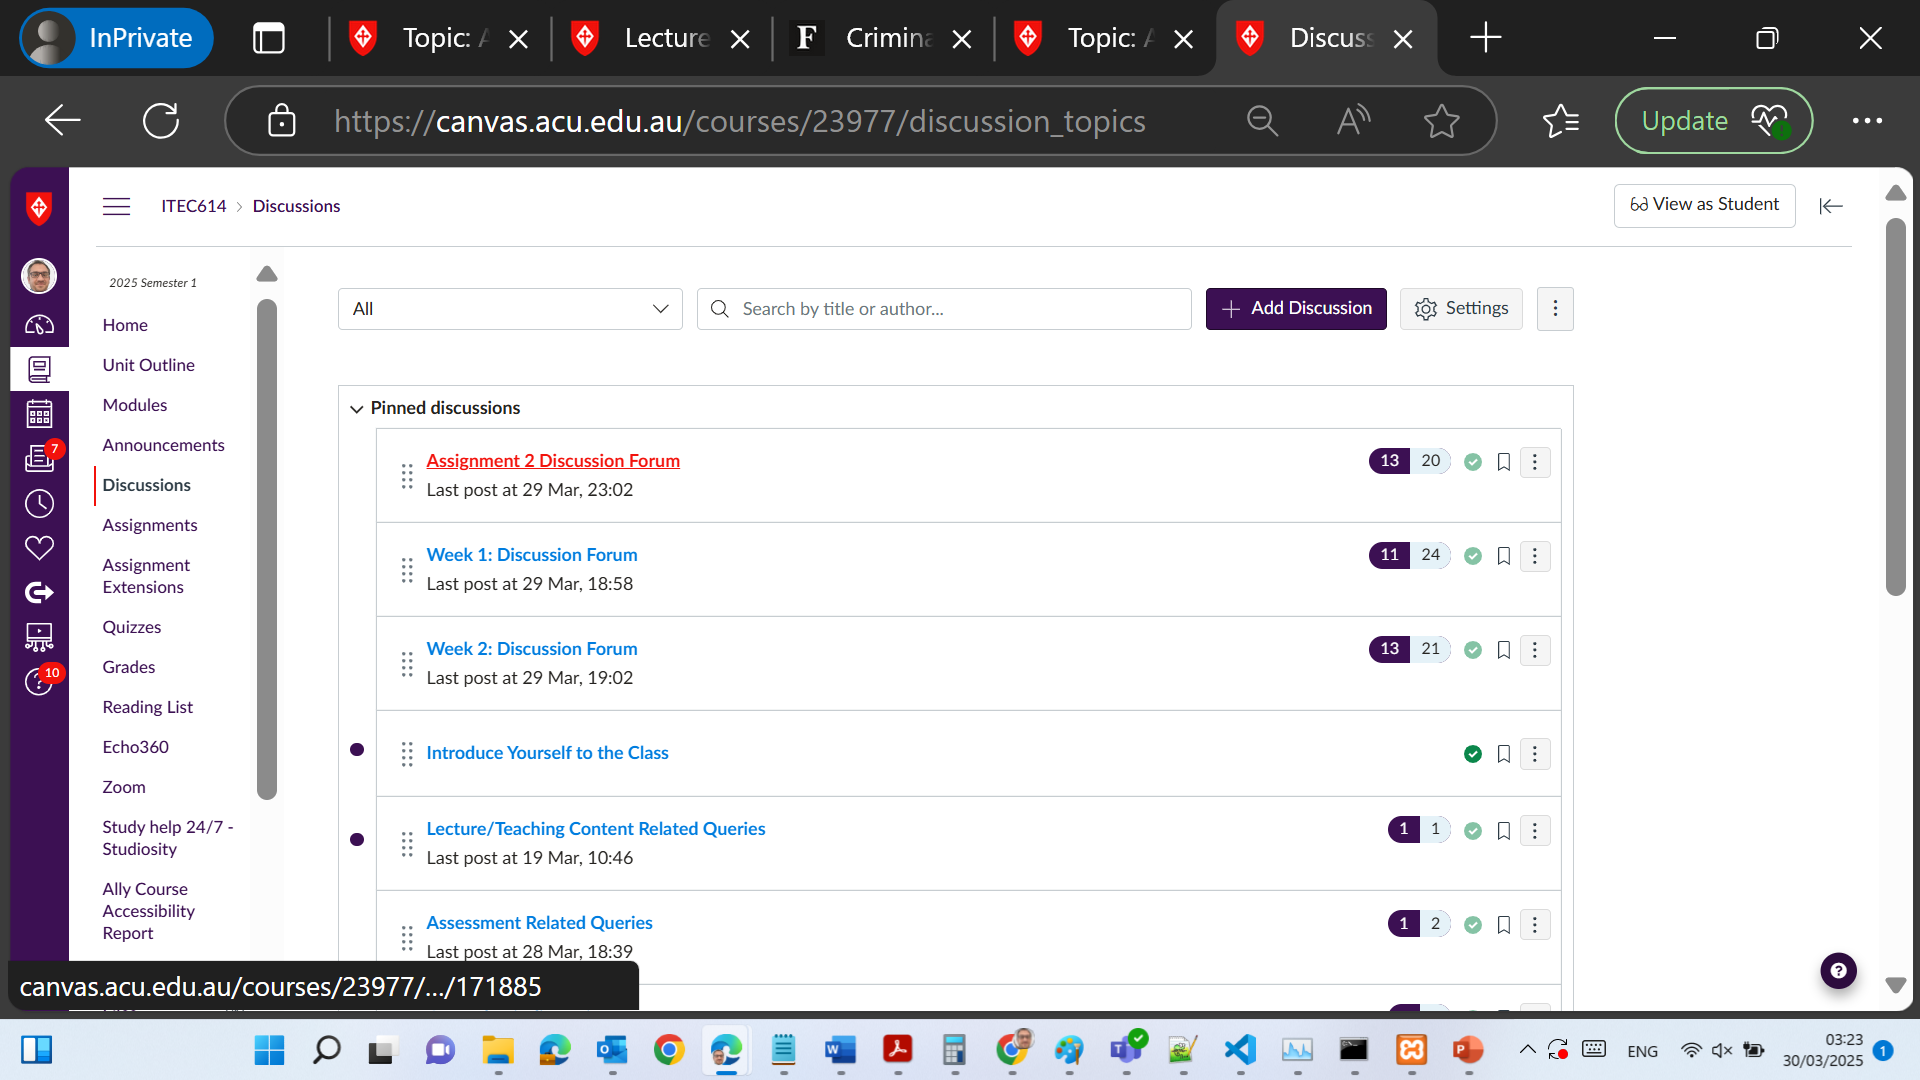 InPrivate
Topic: A
Lecture
F
Crimina
Topic: A
Discuss
https://canvas.acu.edu.au/courses/23977/discussion_topics
A
Update
ITEC614 > Discussions
View as Student
2025 Semester 1
Home
Unit Outline
Modules
Announcements
Discussions
Assignments
Assignment
Extensions
Quizzes
Grades
Reading List
Echo360
Zoom
Study help 24/7 -
Studiosity
Ally Course
Accessibility
Report
7
10
All
Search by title or author...
+ Add Discussion
Settings
Pinned discussions
Assignment 2 Discussion Forum
13 20
Last post at 29 Mar, 23:02
Week 1: Discussion Forum
11 24
Last post at 29 Mar, 18:58
Week 2: Discussion Forum
13 21
Last post at 29 Mar, 19:02
Introduce Yourself to the Class
Lecture/Teaching Content Related Queries
1 1
Last post at 19 Mar, 10:46
Assessment Related Queries
1 2
Last post at 28 Mar, 18:39
canvas.acu.edu.au/courses/23977/.../171885
ENG
03:23
30/03/2025
1